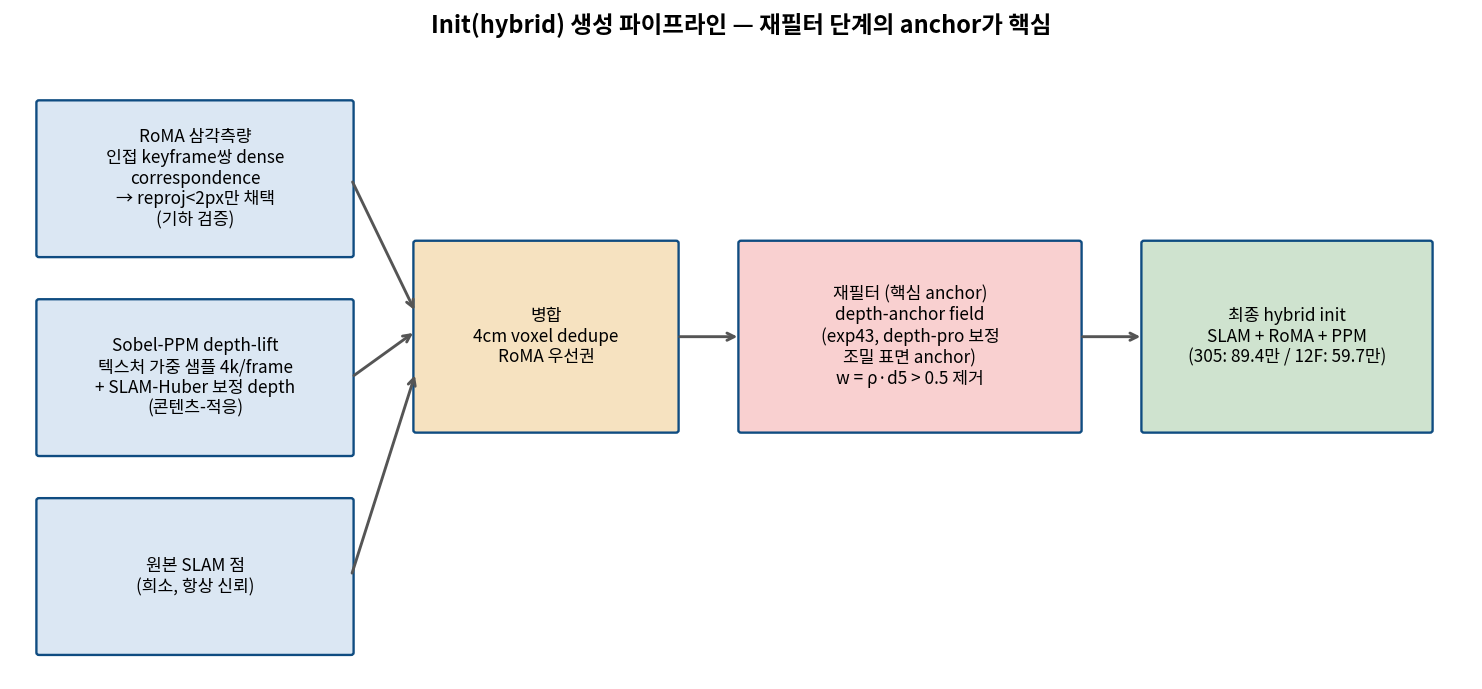 Init(hybrid) 생성 파이프라인 — 재필터 단계의 anchor가 핵심
RoMA 삼각측량
인접 keyframe쌍 dense
correspondence
→ reproj<2px만 채택
(기하 검증)
Sobel-PPM depth-lift
텍스처 가중 샘플 4k/frame
+ SLAM-Huber 보정 depth
(콘텐츠-적응)
원본 SLAM 점
(희소, 항상 신뢰)
병합
4cm voxel dedupe
RoMA 우선권
재필터 (핵심 anchor)
depth-anchor field
(exp43, depth-pro 보정
조밀 표면 anchor)
w = ρ·d5 > 0.5 제거
최종 hybrid init
SLAM + RoMA + PPM
(305: 89.4만 / 12F: 59.7만)